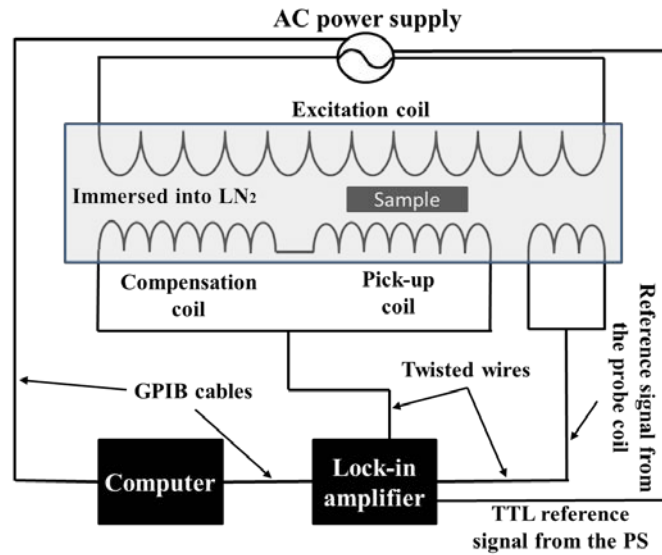 AC power supply
Excitation coil
Immersed into LN₂
Sample
Compensation
coil
Pick-up
coil
Reference signal from
the probe coil
Twisted wires
GPIB cables
Computer
Lock-in
amplifier
TTL reference
signal from the PS